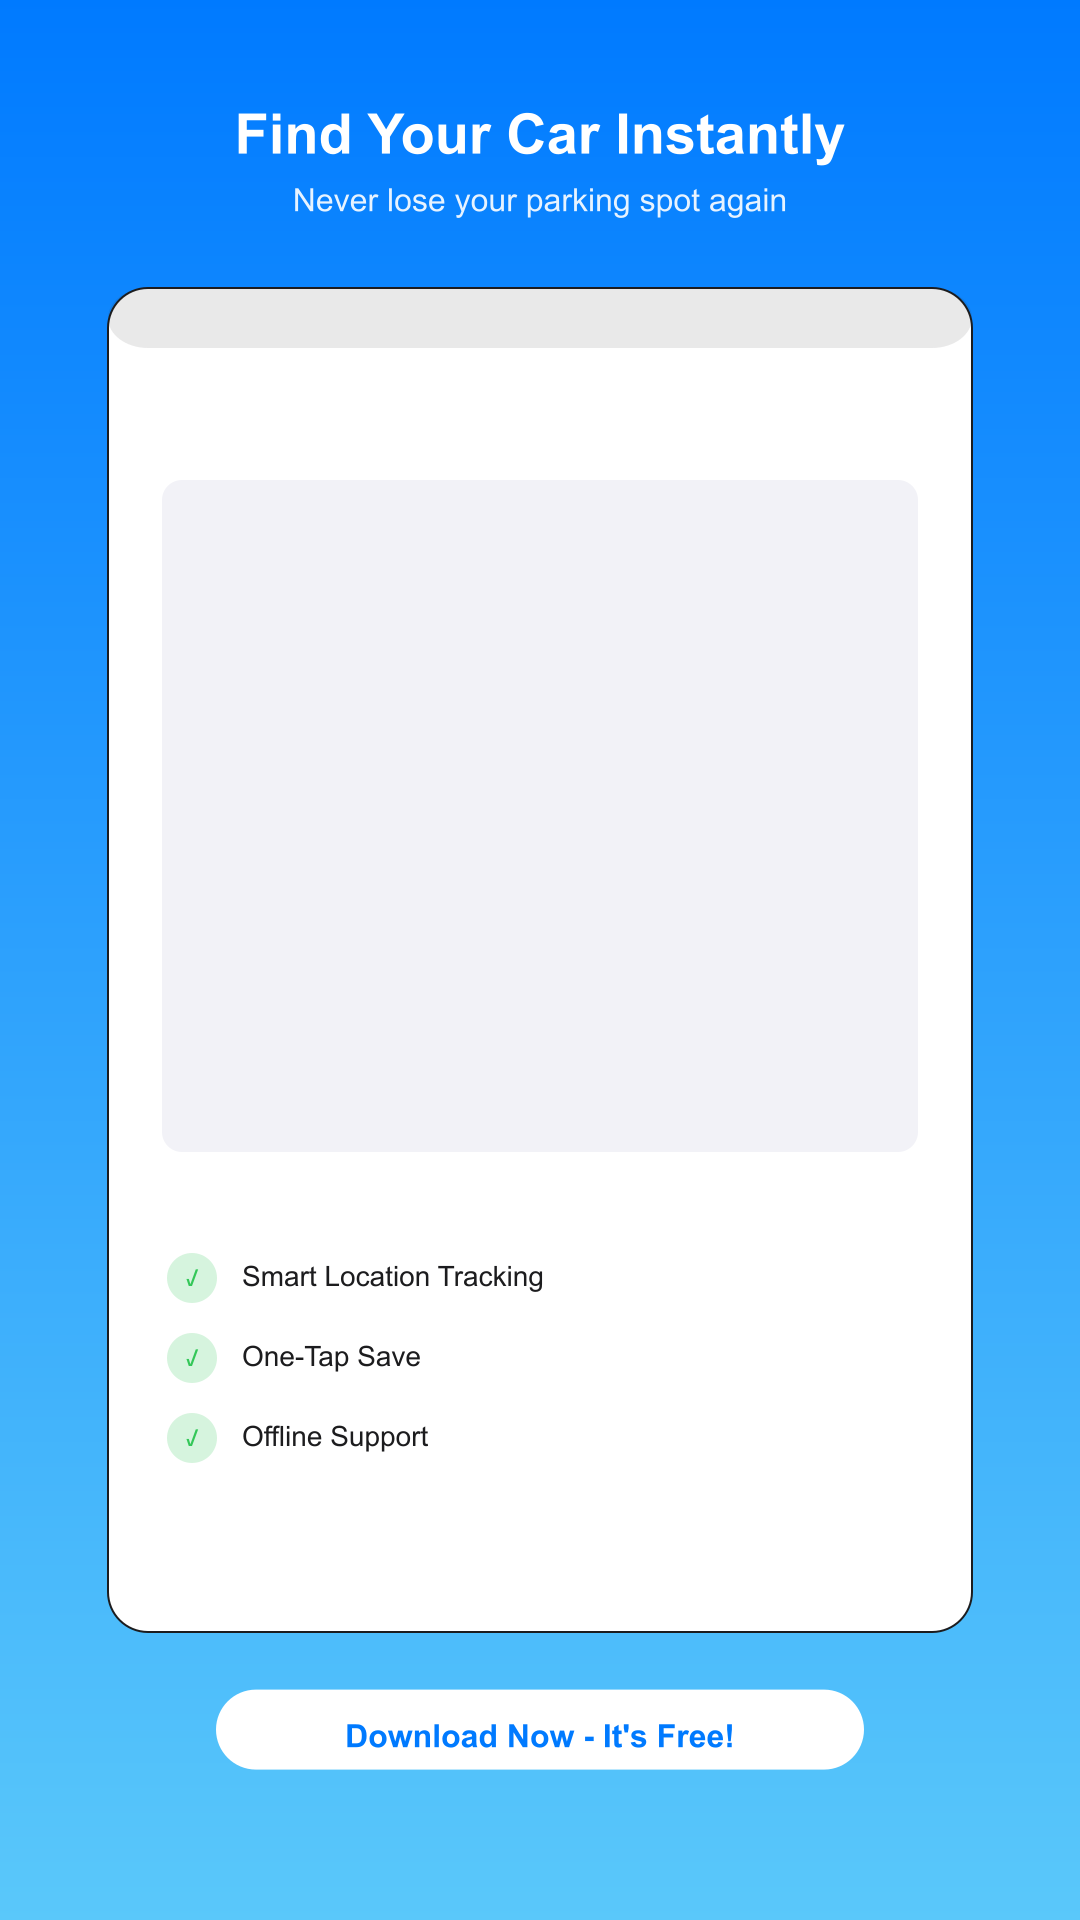 Find Your Car Instantly
Never lose your parking spot again
✓ Smart Location Tracking
✓ One-Tap Save
✓ Offline Support
Download Now - It's Free!